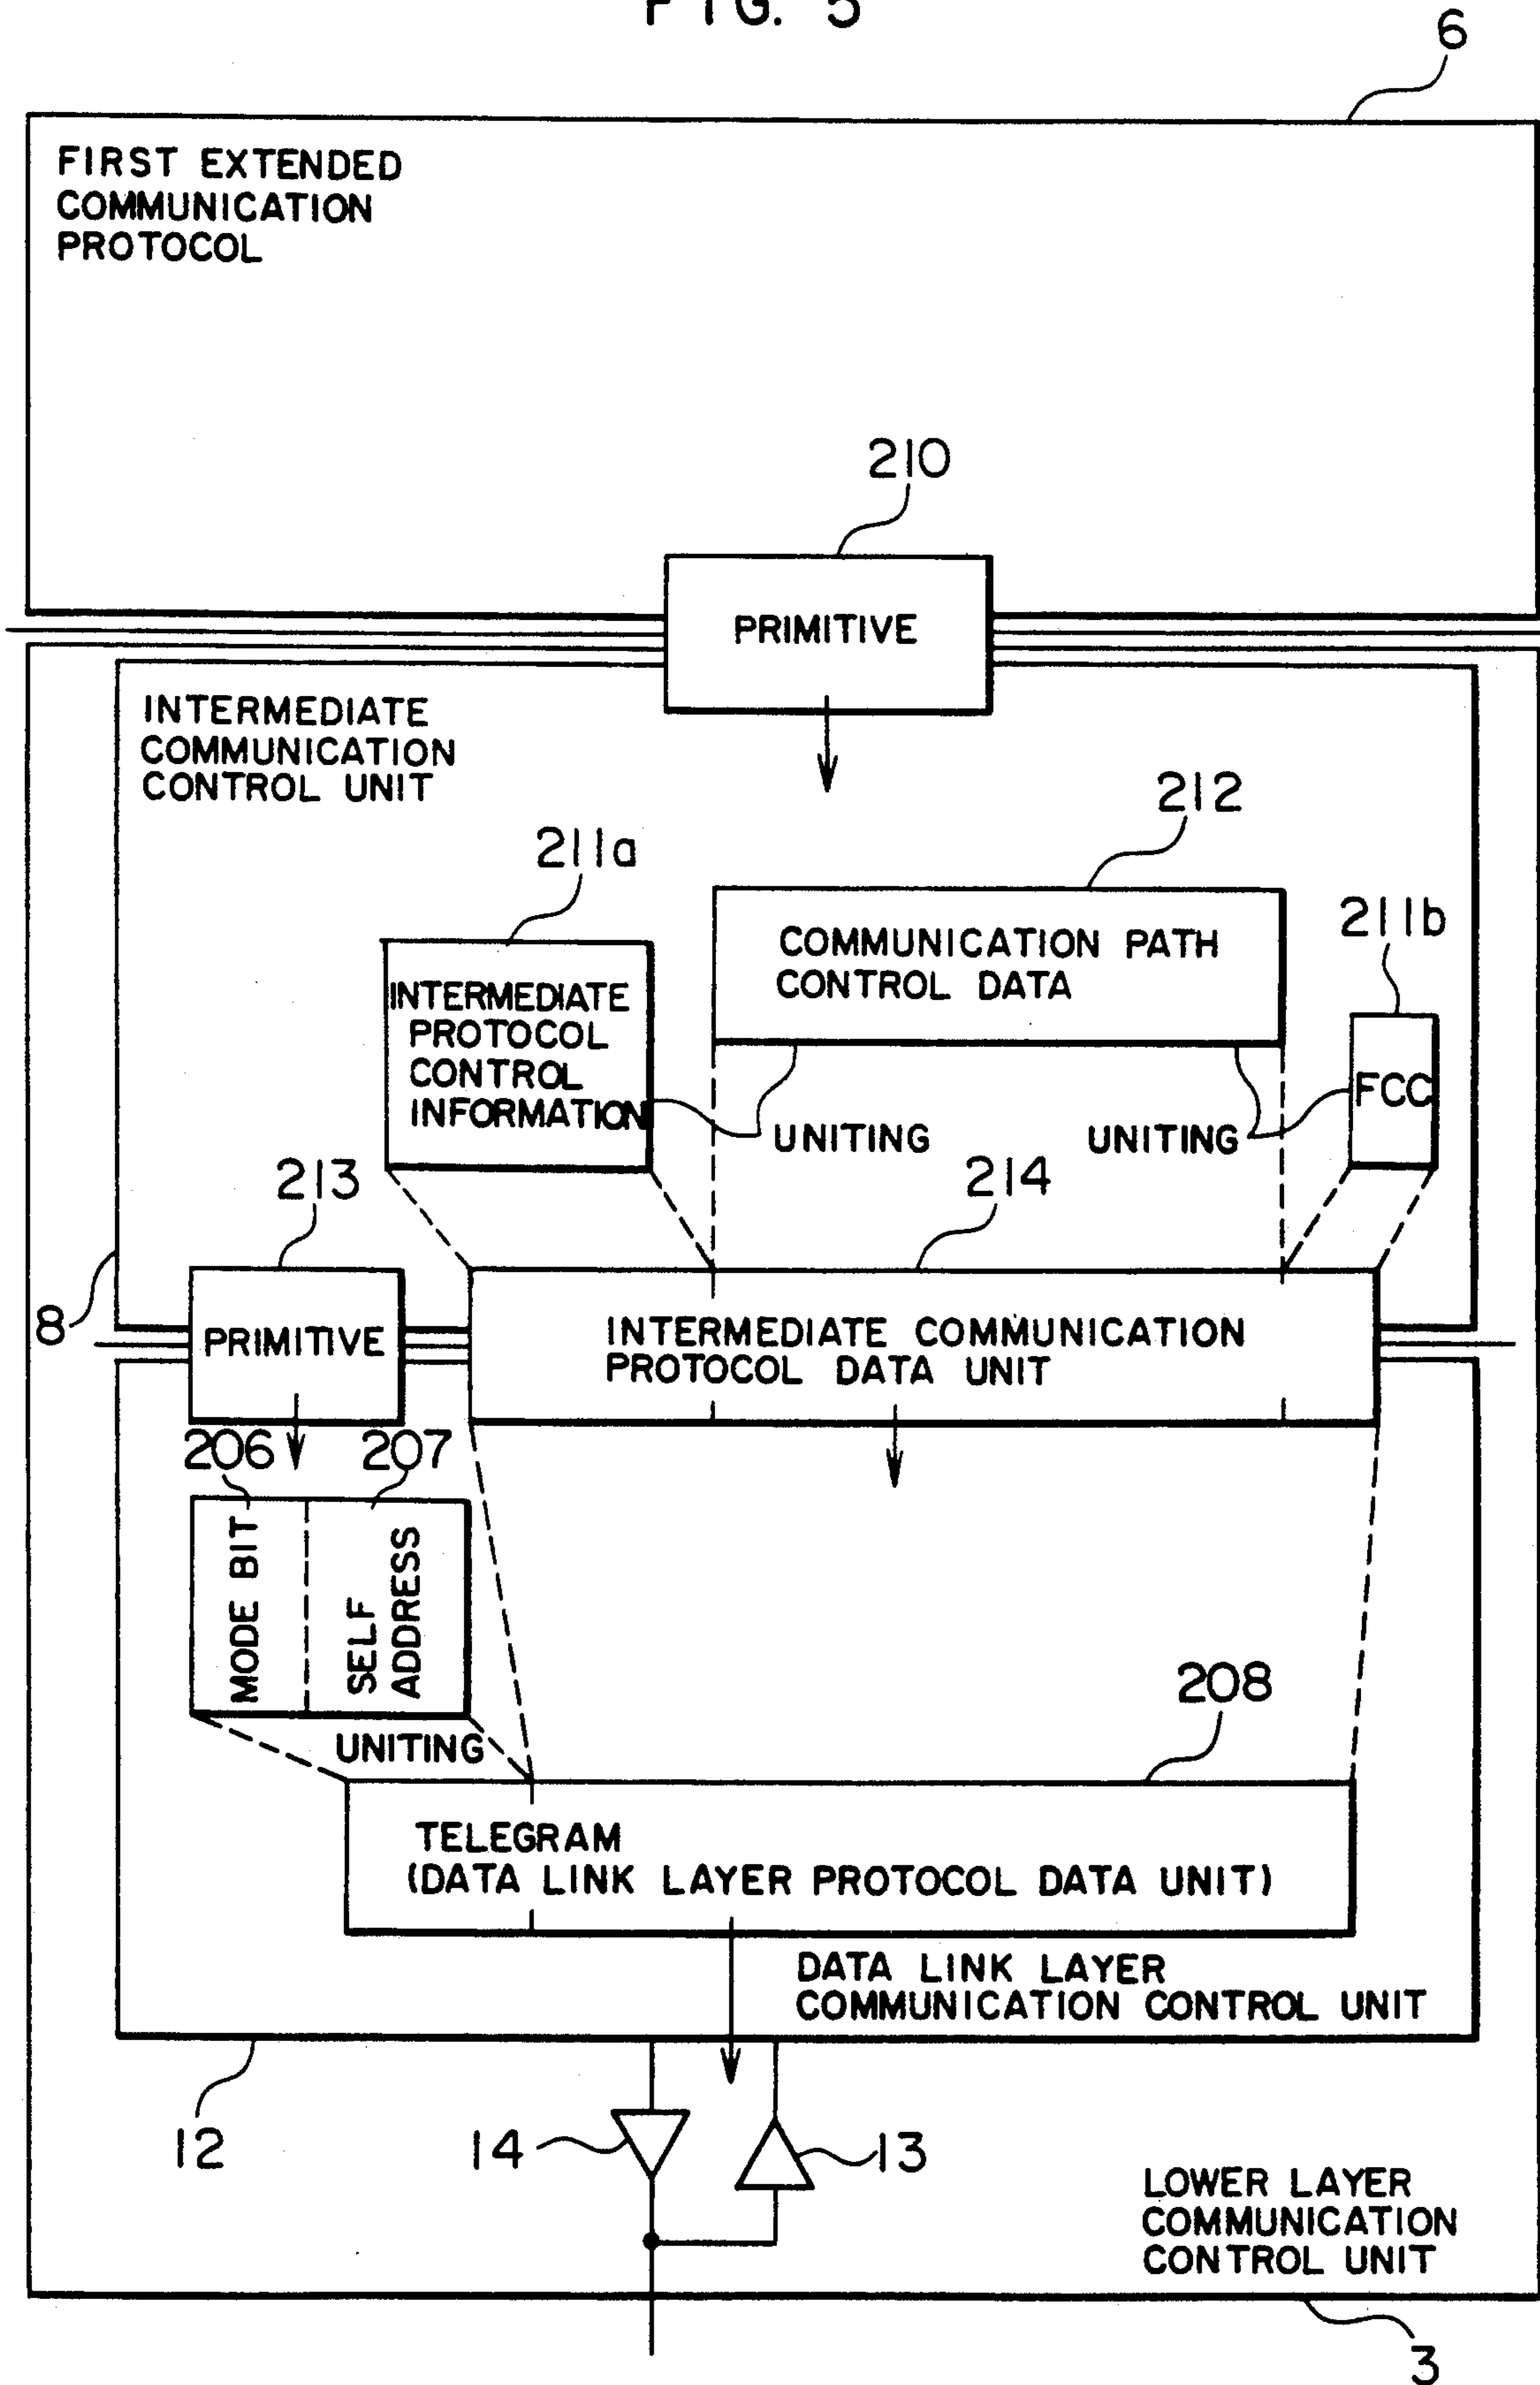 FIG. 5
6
FIRST EXTENDED
COMMUNICATION
PROTOCOL
210
PRIMITIVE
INTERMEDIATE
COMMUNICATION
CONTROL UNIT
212
211a
211b
COMMUNICATION PATH
CONTROL DATA
INTERMEDIATE
PROTOCOL
CONTROL
INFORMATION
FCC
UNITING
UNITING
213
214
8
PRIMITIVE
INTERMEDIATE COMMUNICATION
PROTOCOL DATA UNIT
206
207
MODE BIT
SELF
ADDRESS
208
UNITING
TELEGRAM
(DATA LINK LAYER PROTOCOL DATA UNIT)
DATA LINK LAYER
COMMUNICATION CONTROL UNIT
12
14
13
LOWER LAYER
COMMUNICATION
CONTROL UNIT
3